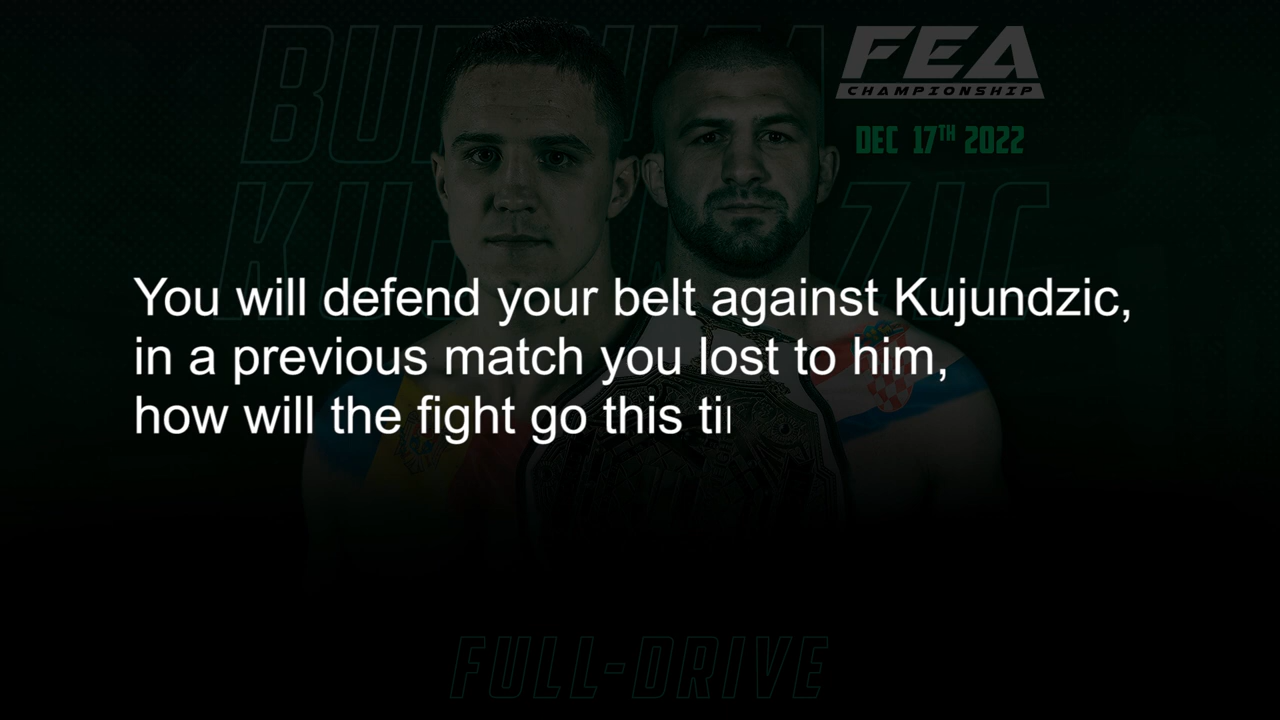 FEA
CHAMPIONSHIP
DEC 17TH 2022
You will defend your belt against Kujundzic,
in a previous match you lost to him,
how will the fight go this ti
FULL-DRIVE